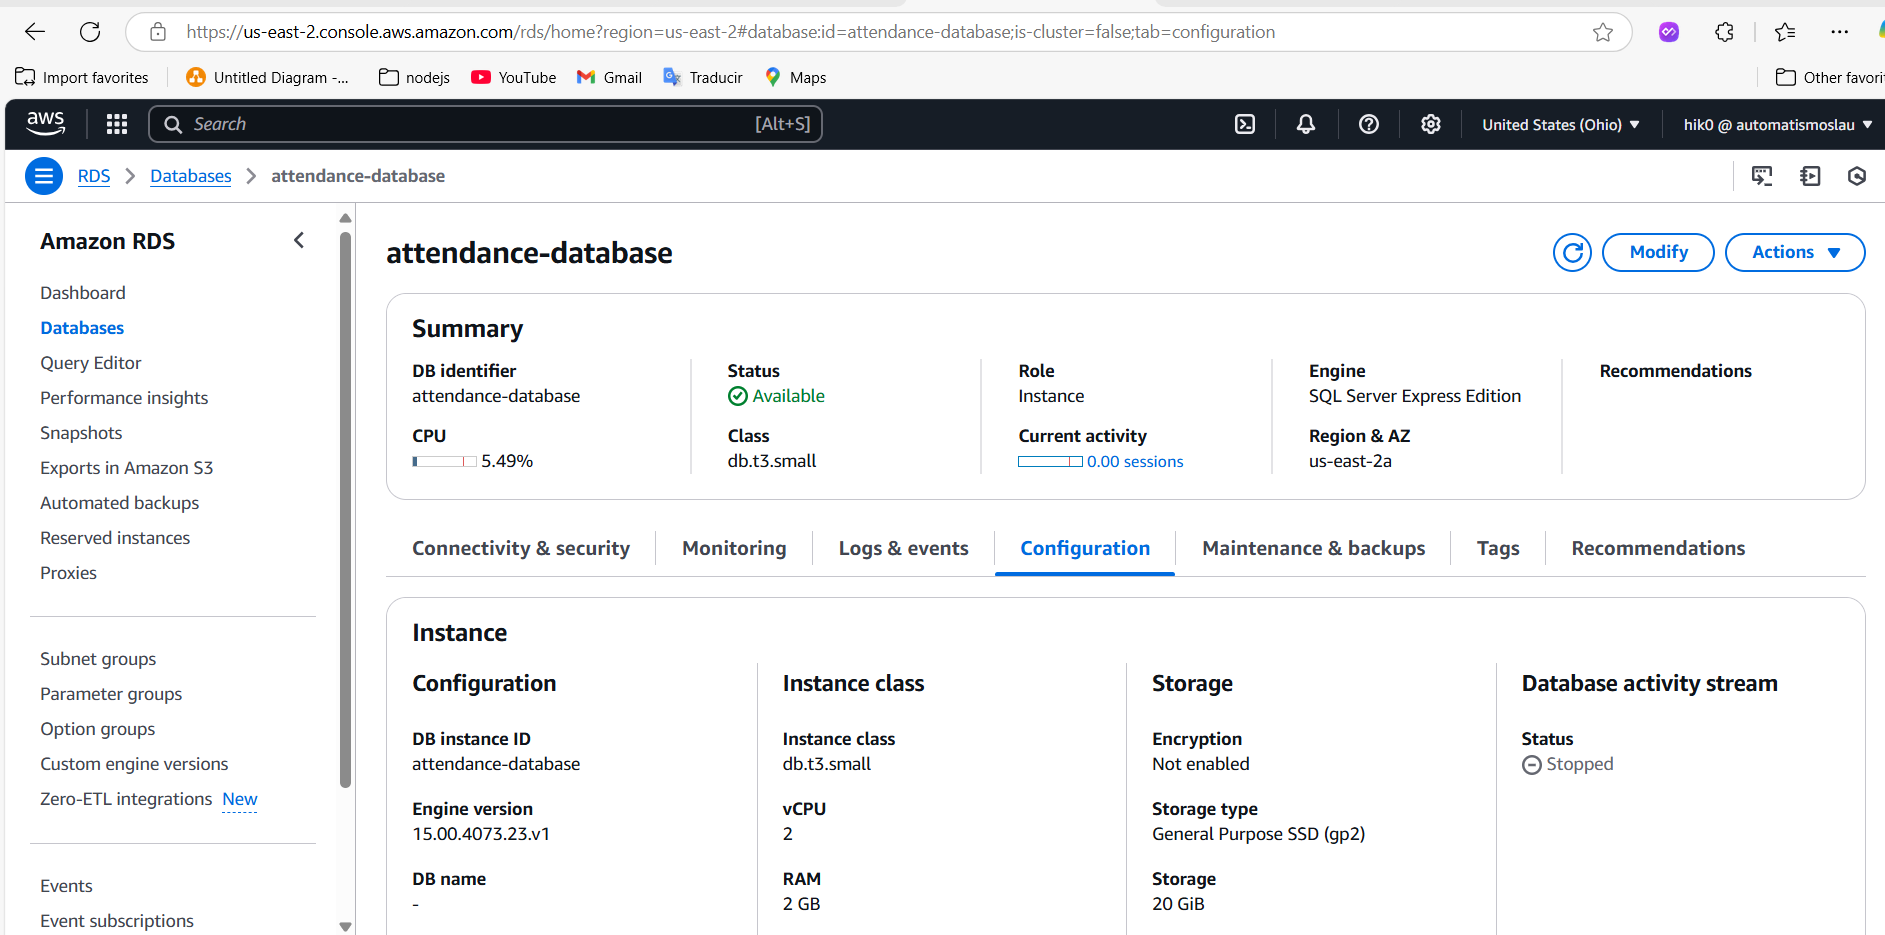 https://us-east-2.console.aws.amazon.com/rds/home?region=us-east-2#database:id=attendance-database;is-cluster=false;tab=configuration
Import favorites
Untitled Diagram -...
nodejs
YouTube
Gmail
Traducir
Maps
Other favori
aws
Search
[Alt+S]
United States (Ohio)
hik0 @ automatismoslau
RDS
Databases
attendance-database
Amazon RDS
Dashboard
Databases
Query Editor
Performance insights
Snapshots
Exports in Amazon S3
Automated backups
Reserved instances
Proxies
Subnet groups
Parameter groups
Option groups
Custom engine versions
Zero-ETL integrations New
Events
Event subscriptions
attendance-database
Modify
Actions
Summary
DB identifier
attendance-database
CPU
5.49%
Status
Available
Class
db.t3.small
Role
Instance
Current activity
0.00 sessions
Engine
SQL Server Express Edition
Region & AZ
us-east-2a
Recommendations
Connectivity & security
Monitoring
Logs & events
Configuration
Maintenance & backups
Tags
Recommendations
Instance
Configuration
DB instance ID
attendance-database
Engine version
15.00.4073.23.v1
DB name
-
Instance class
Instance class
db.t3.small
vCPU
2
RAM
2 GB
Storage
Encryption
Not enabled
Storage type
General Purpose SSD (gp2)
Storage
20 GiB
Database activity stream
Status
Stopped